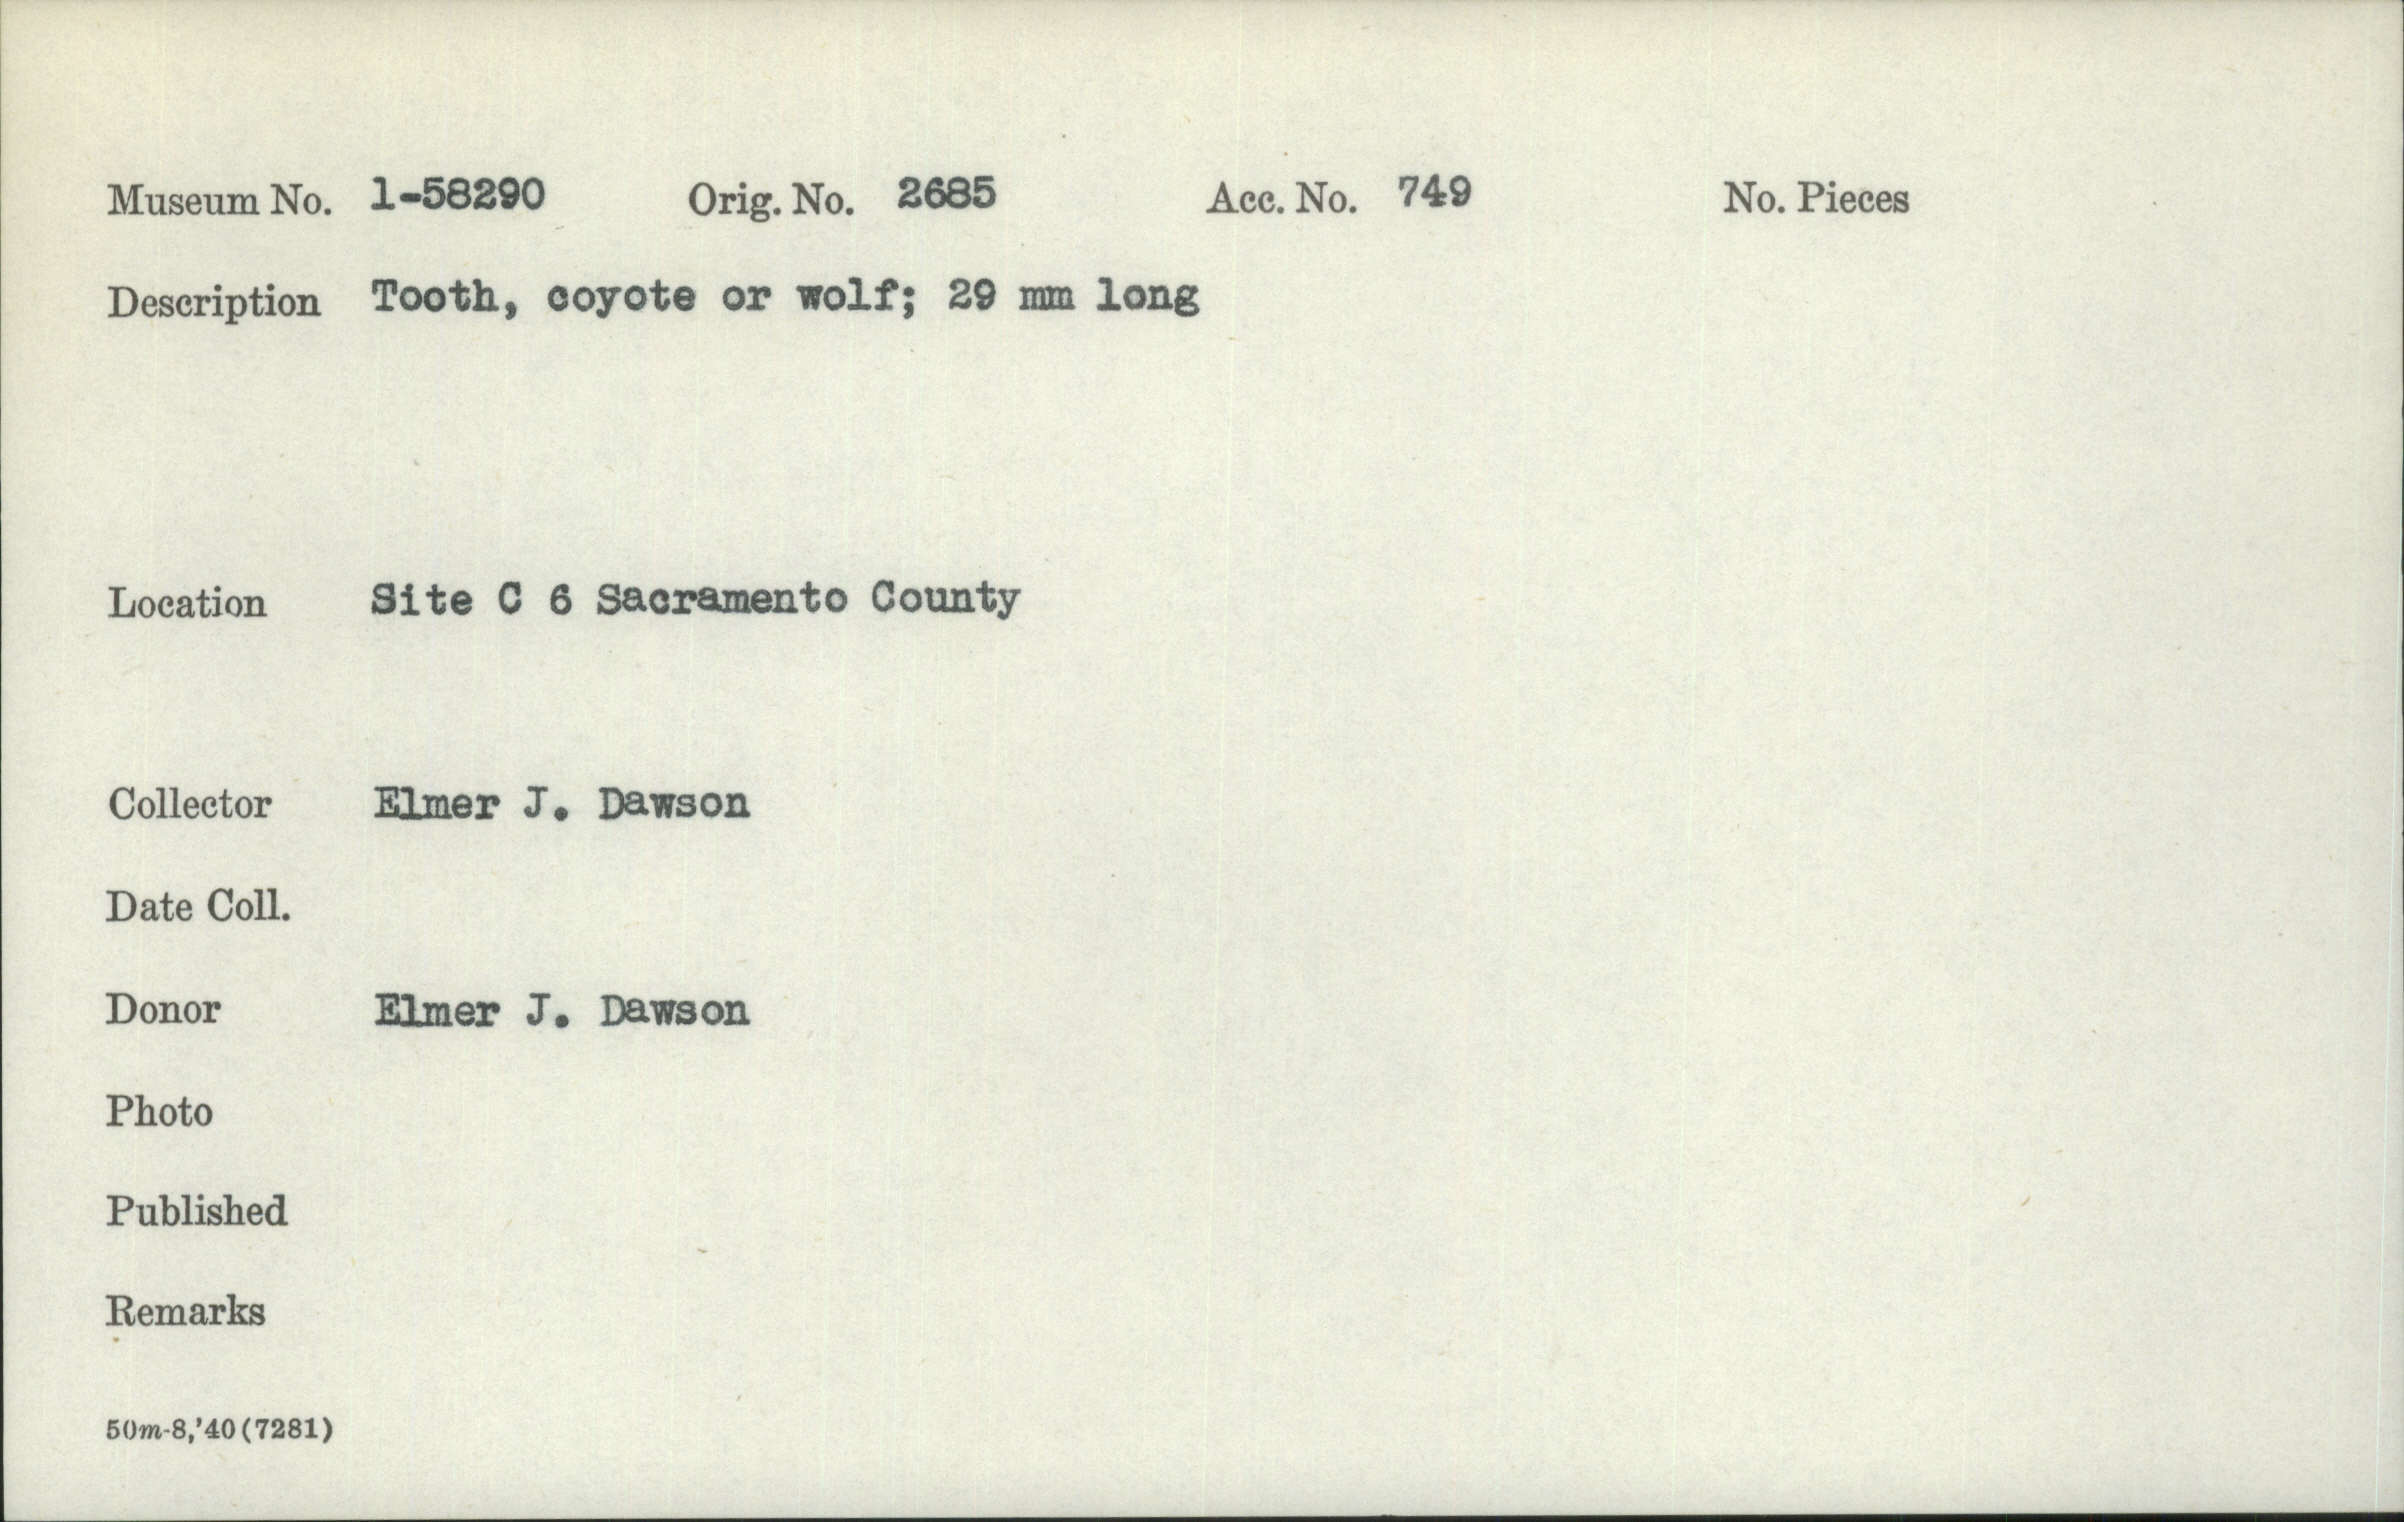 Museum No. 1-58290 Orig. No. 2685 Acc. No. 749 No. Pieces
Description Tooth, coyote or wolf; 29 mm long
Location Site C 6 Sacramento County
Collector Elmer J. Dawson
Date Coll.
Donor Elmer J. Dawson
Photo
Published
Remarks
50m-8,'40(7281)